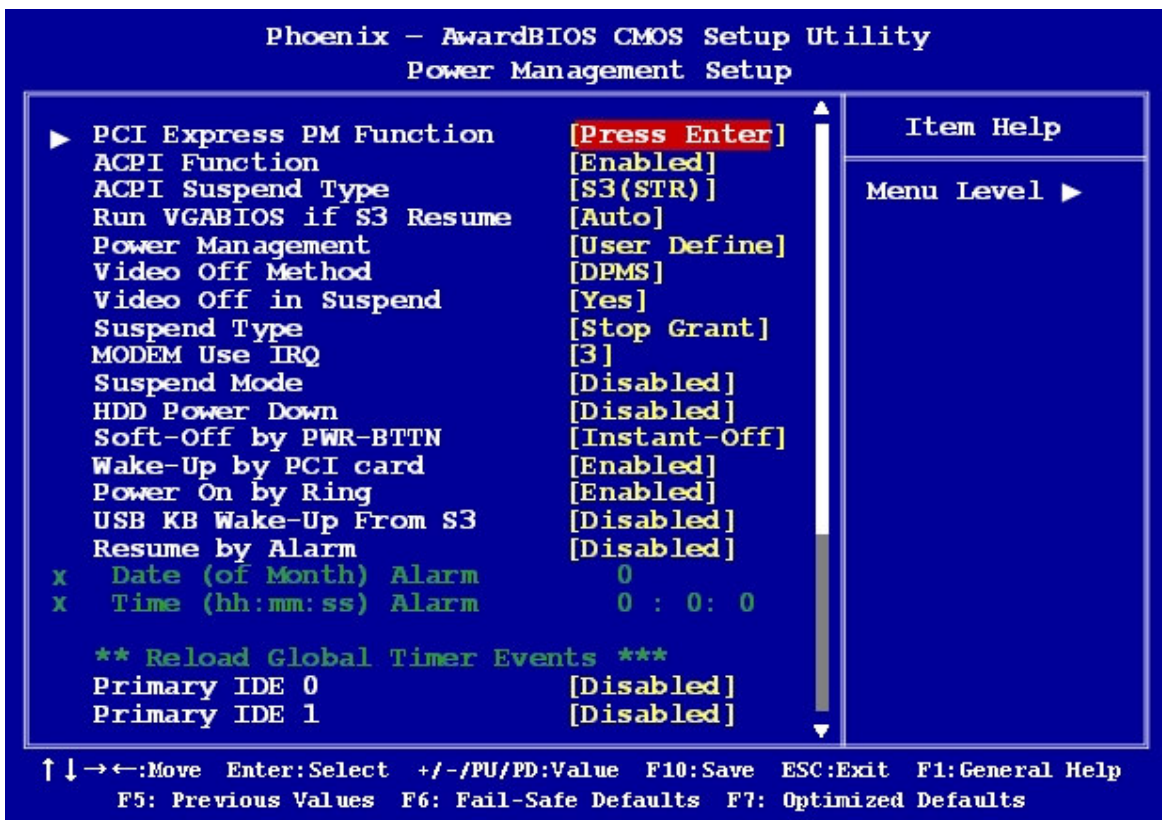 Phoenix – AwardBIOS CMOS Setup Utility
Power Management Setup
▶ PCI Express PM Function [Press Enter]
ACPI Function [Enabled]
ACPI Suspend Type [S3(STR)]
Run VGABIOS if S3 Resume [Auto]
Power Management [User Define]
Video Off Method [DPMS]
Video Off in Suspend [Yes]
Suspend Type [Stop Grant]
MODEM Use IRQ [3]
Suspend Mode [Disabled]
HDD Power Down [Disabled]
Soft-Off by PWR-BTTN [Instant-Off]
Wake-Up by PCI card [Enabled]
Power On by Ring [Enabled]
USB KB Wake-Up From S3 [Disabled]
Resume by Alarm [Disabled]
x Date (of Month) Alarm 0
x Time (hh:mm:ss) Alarm 0 : 0: 0
** Reload Global Timer Events ***
Primary IDE 0 [Disabled]
Primary IDE 1 [Disabled]
Item Help
Menu Level ▶
↑↓→←:Move Enter:Select +/-/PU/PD:Value F10:Save ESC:Exit F1:General Help
F5: Previous Values F6: Fail-Safe Defaults F7: Optimized Defaults